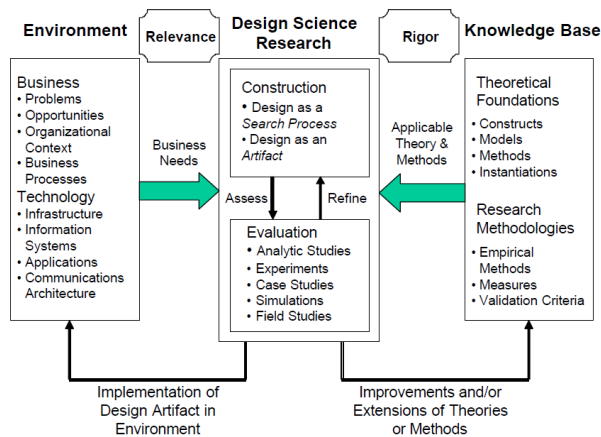 Environment
Relevance
Design Science
Research
Rigor
Knowledge Base
Business
• Problems
• Opportunities
• Organizational
Context
• Business
Processes
Technology
• Infrastructure
• Information
Systems
• Applications
• Communications
Architecture
Business
Needs
Construction
• Design as a
Search Process
• Design as an
Artifact
Assess
Refine
Evaluation
• Analytic Studies
• Experiments
• Case Studies
• Simulations
• Field Studies
Applicable
Theory &
Methods
Theoretical
Foundations
• Constructs
• Models
• Methods
• Instantiations
Research
Methodologies
• Empirical
Methods
• Measures
• Validation Criteria
Implementation of
Design Artifact in
Environment
Improvements and/or
Extensions of Theories
or Methods